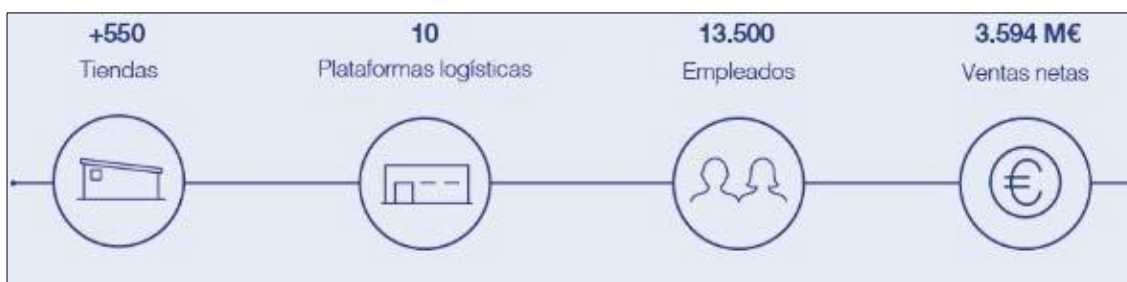 +550
Tiendas
10
Plataformas logísticas
13.500
Empleados
3.594 M€
Ventas netas
€